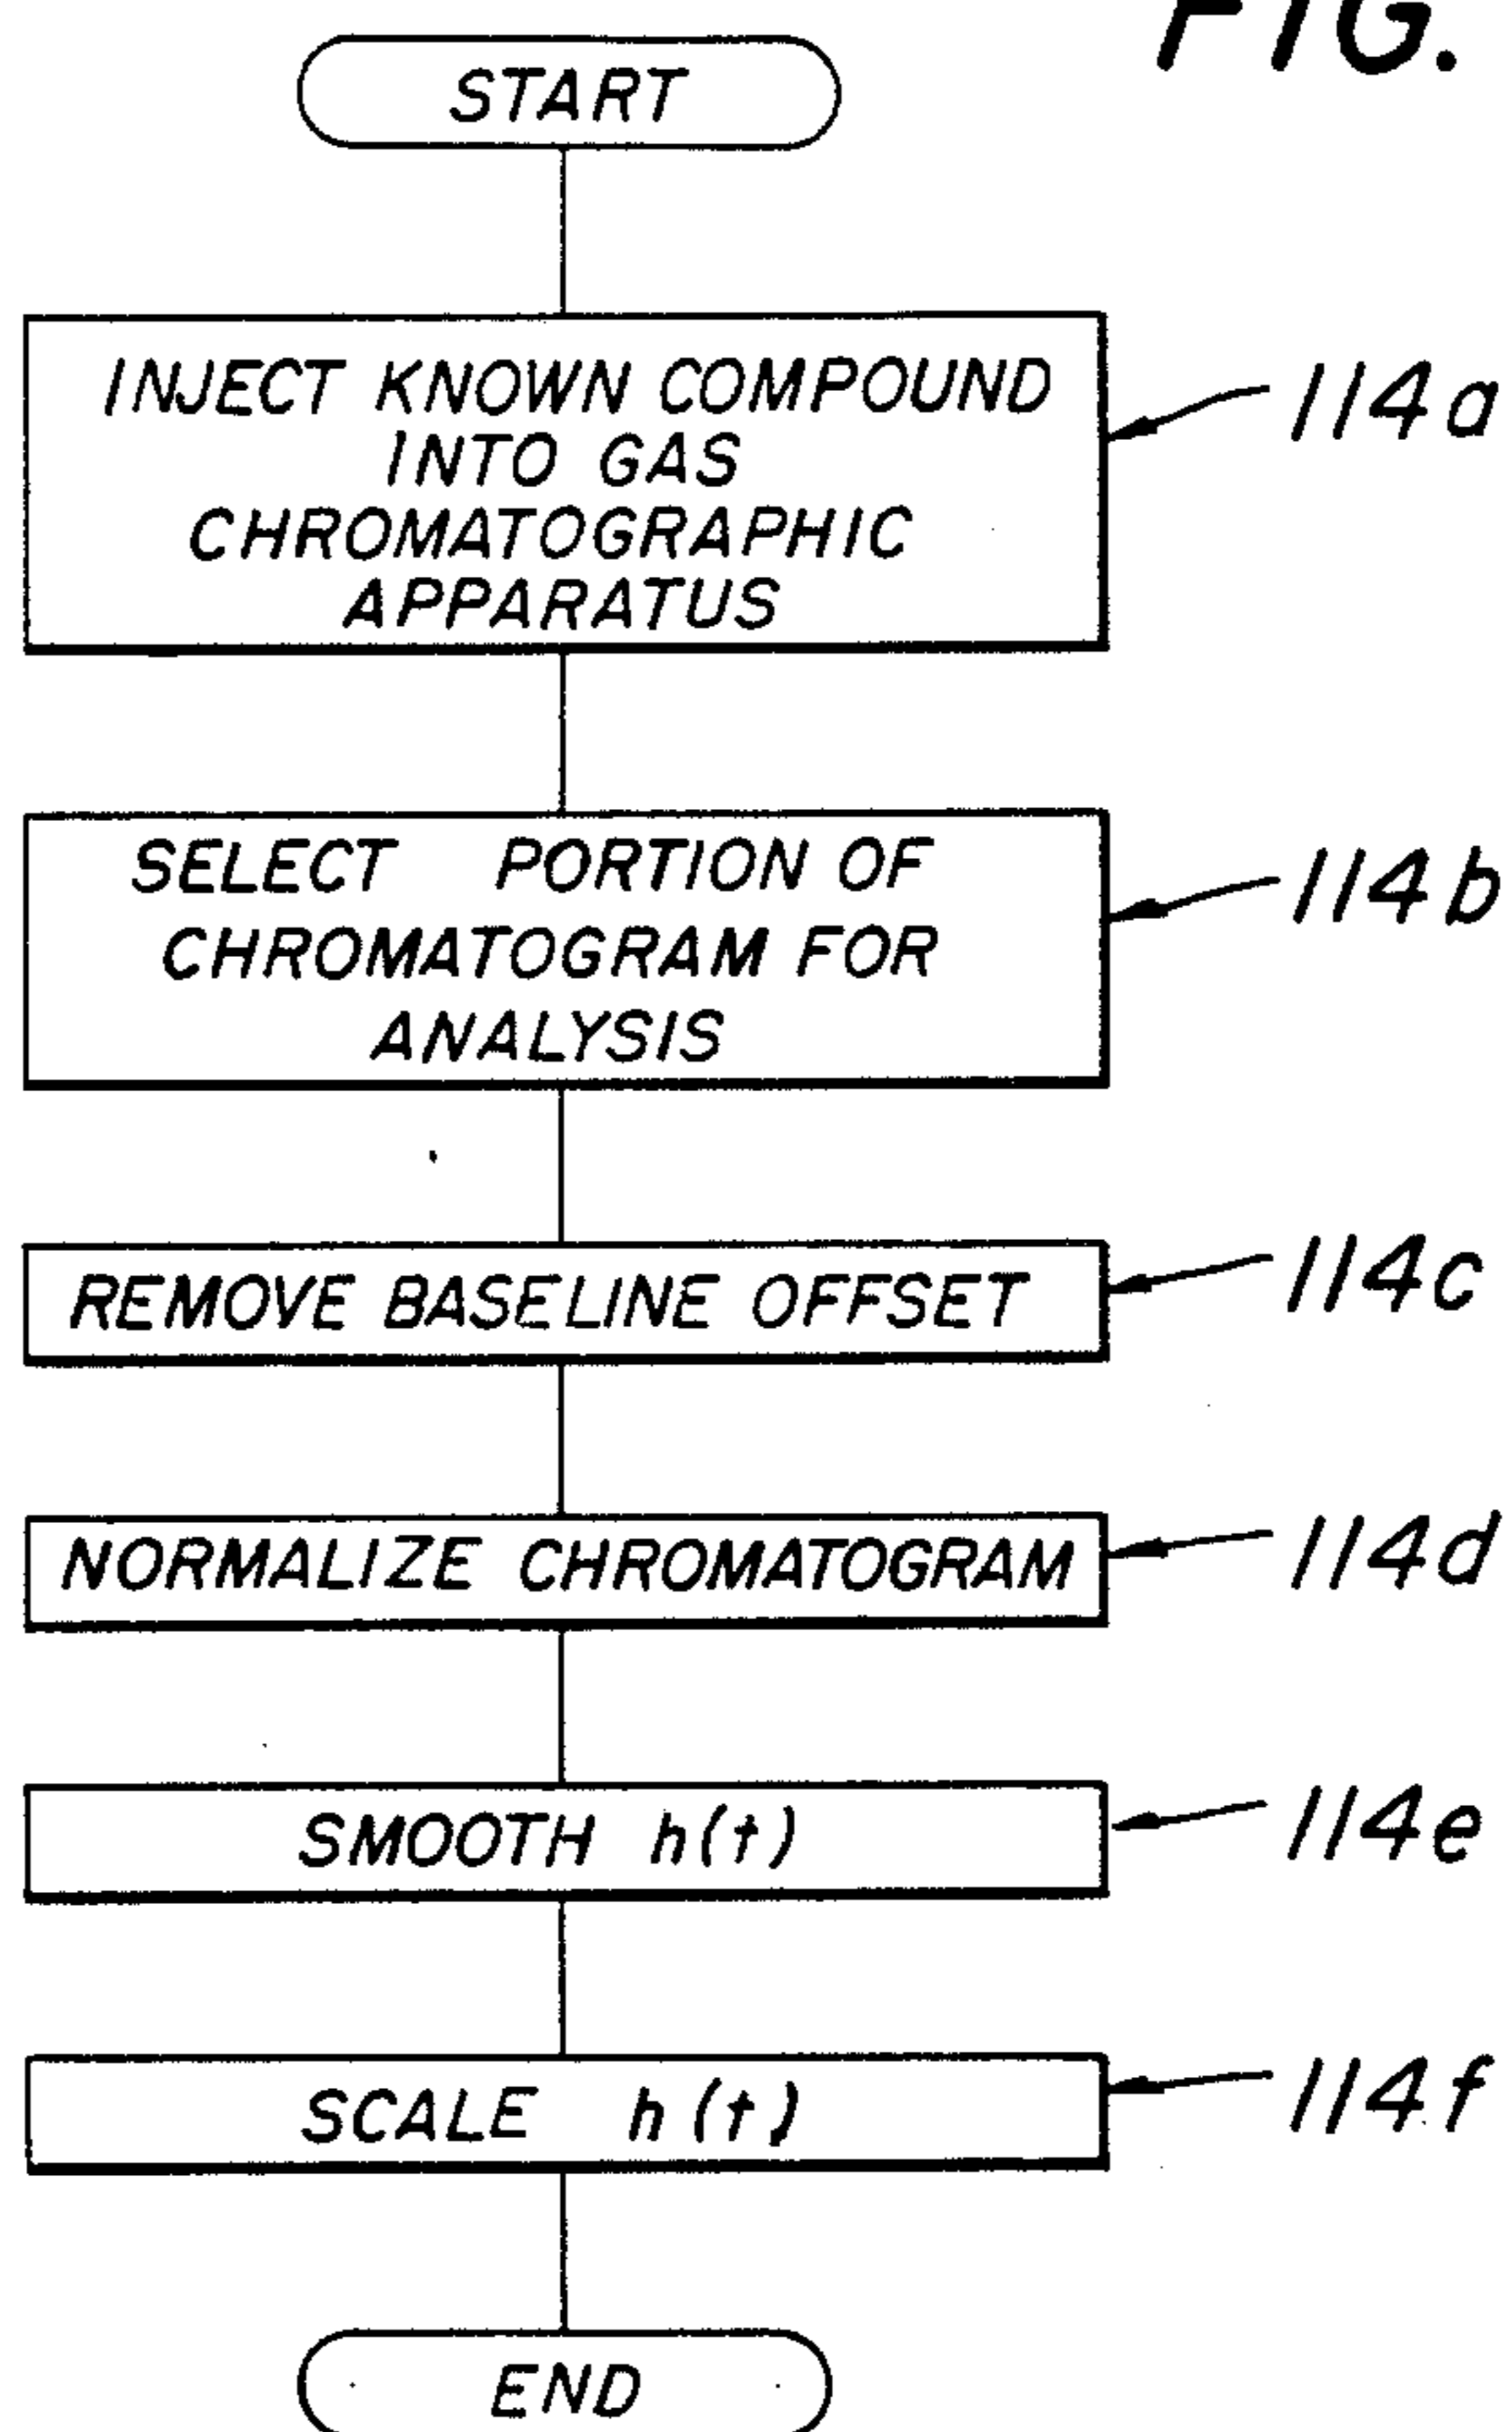 FIG.
START
INJECT KNOWN COMPOUND
INTO GAS
CHROMATOGRAPHIC
APPARATUS
114a
SELECT PORTION OF
CHROMATOGRAM FOR
ANALYSIS
114b
REMOVE BASELINE OFFSET
114c
NORMALIZE CHROMATOGRAM
114d
SMOOTH h(t)
114e
SCALE h(t)
114f
END